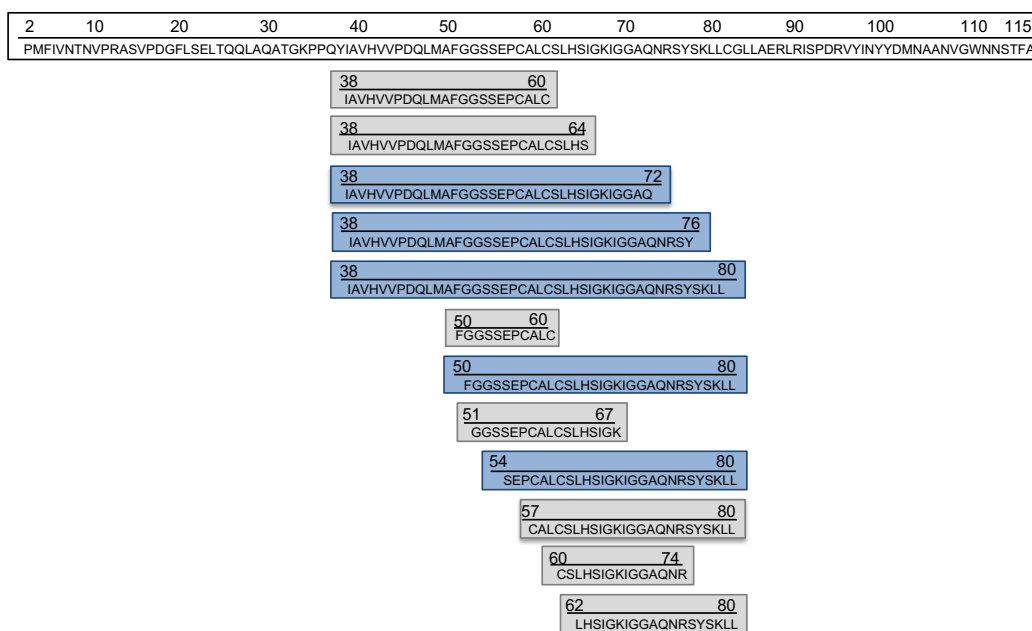 2 10 20 30 40 50 60 70 80 90 100 110 115
PMFIVNTNVPRASVPDGFLSELTQQLAQATGKPPQYIAVHVVPDQLMAFGGSSEPCALCSLHSIGKIGGAQNRSYSKLLCGLLAERLRISPDRVYINYYDMNAANVGWNNSTFA
38 60
IAVHVVPDQLMAFGGSSEPCALC
38 64
IAVHVVPDQLMAFGGSSEPCALCSLHS
38 72
IAVHVVPDQLMAFGGSSEPCALCSLHSIGKIGGAQ
38 76
IAVHVVPDQLMAFGGSSEPCALCSLHSIGKIGGAQNRSY
38 80
IAVHVVPDQLMAFGGSSEPCALCSLHSIGKIGGAQNRSYSKLL
50 60
FGGSSEPCALC
50 80
FGGSSEPCALCSLHSIGKIGGAQNRSYSKLL
51 67
GGSSEPCALCSLHSIGK
54 80
SEPCALCSLHSIGKIGGAQNRSYSKLL
57 80
CALCSLHSIGKIGGAQNRSYSKLL
60 74
CSLHSIGKIGGAQNR
62 80
LHSIGKIGGAQNRSYSKLL